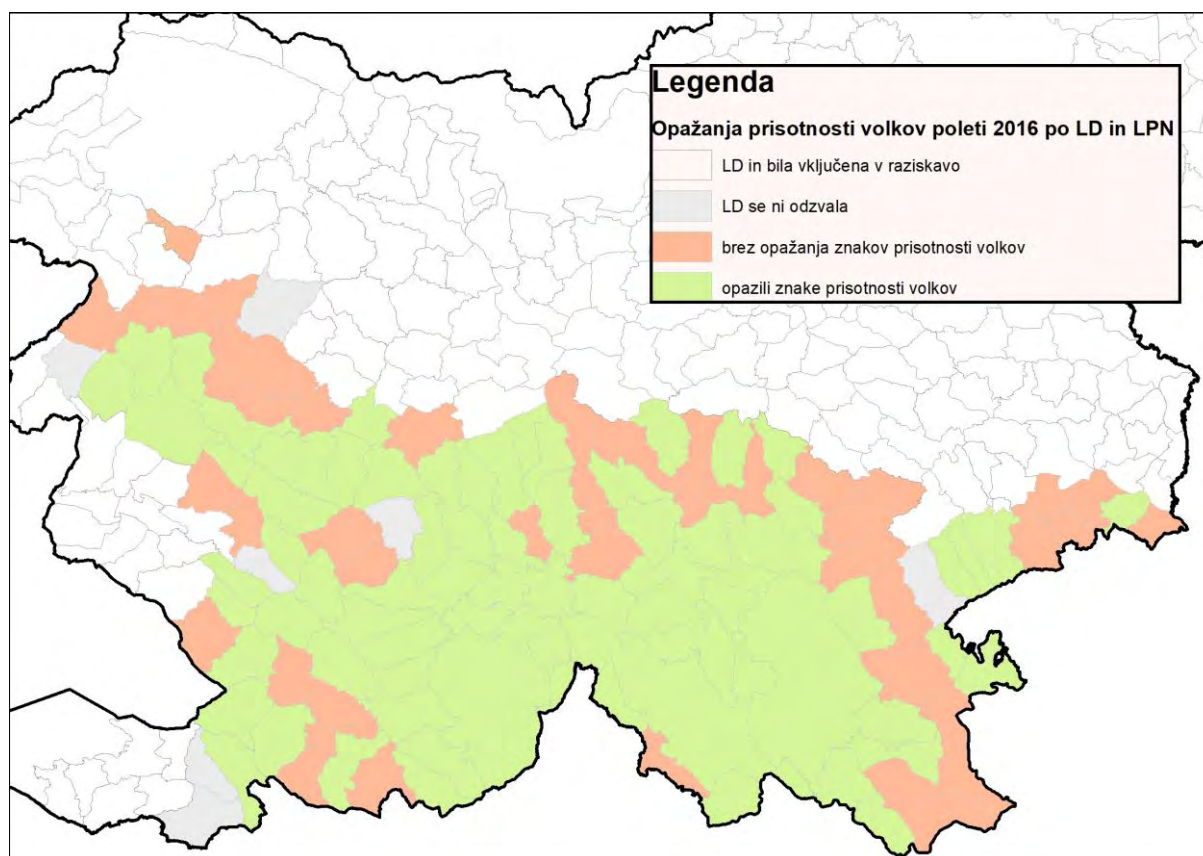 Legenda
Opažanja prisotnosti volkov poleti 2016 po LD in LPN
LD in bila vključena v raziskavo
LD se ni odzvala
brez opažanja znakov prisotnosti volkov
opazili znake prisotnosti volkov